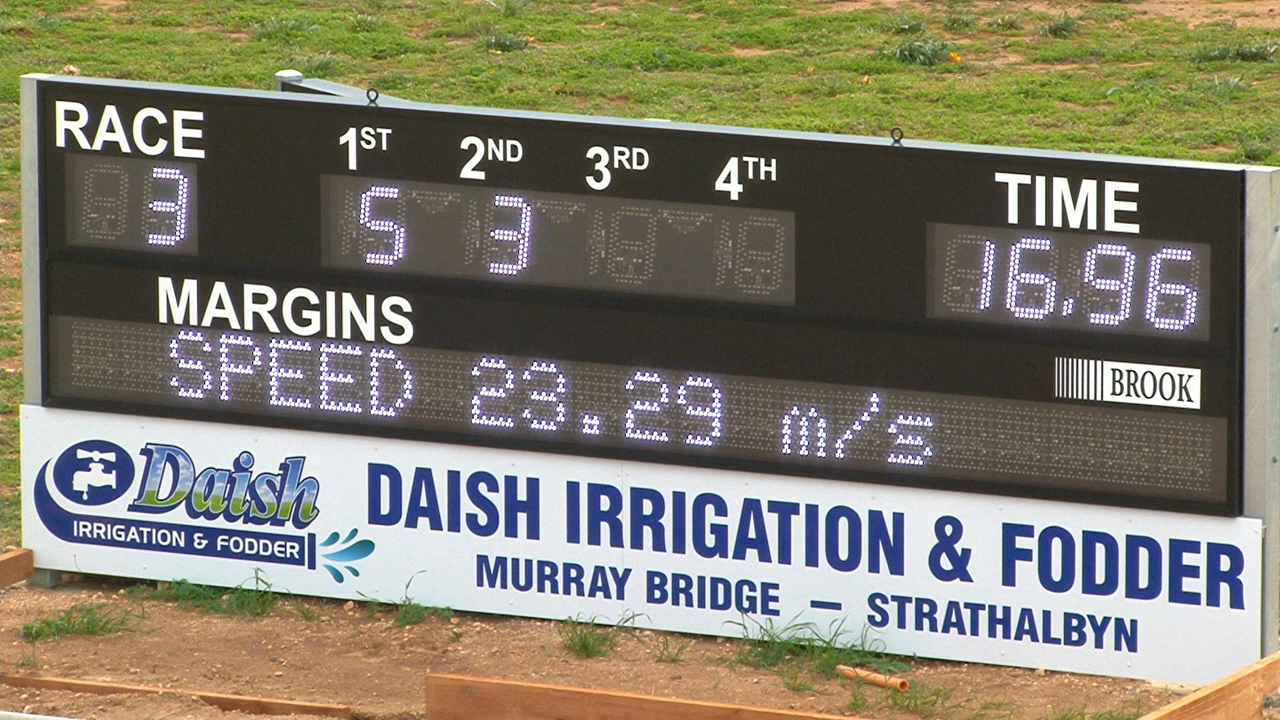 RACE 1ST 2ND 3RD 4TH TIME
3 5 3 16.96
MARGINS
BROOK
SPEED 23.29 m/s
Daish
IRRIGATION & FODDER
DAISH IRRIGATION & FODDER
MURRAY BRIDGE – STRATHALBYN